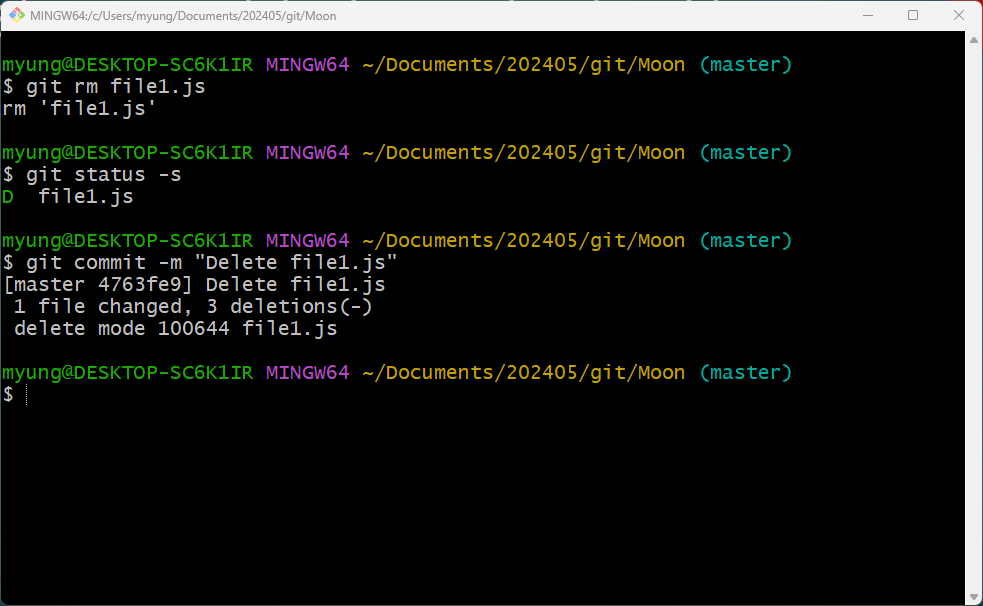 MINGW64:/c/Users/myung/Documents/202405/git/Moon
myung@DESKTOP-SC6K1IR MINGW64 ~/Documents/202405/git/Moon (master)
$ git rm file1.js
rm 'file1.js'
myung@DESKTOP-SC6K1IR MINGW64 ~/Documents/202405/git/Moon (master)
$ git status -s
D  file1.js
myung@DESKTOP-SC6K1IR MINGW64 ~/Documents/202405/git/Moon (master)
$ git commit -m "Delete file1.js"
[master 4763fe9] Delete file1.js
 1 file changed, 3 deletions(-)
 delete mode 100644 file1.js
myung@DESKTOP-SC6K1IR MINGW64 ~/Documents/202405/git/Moon (master)
$